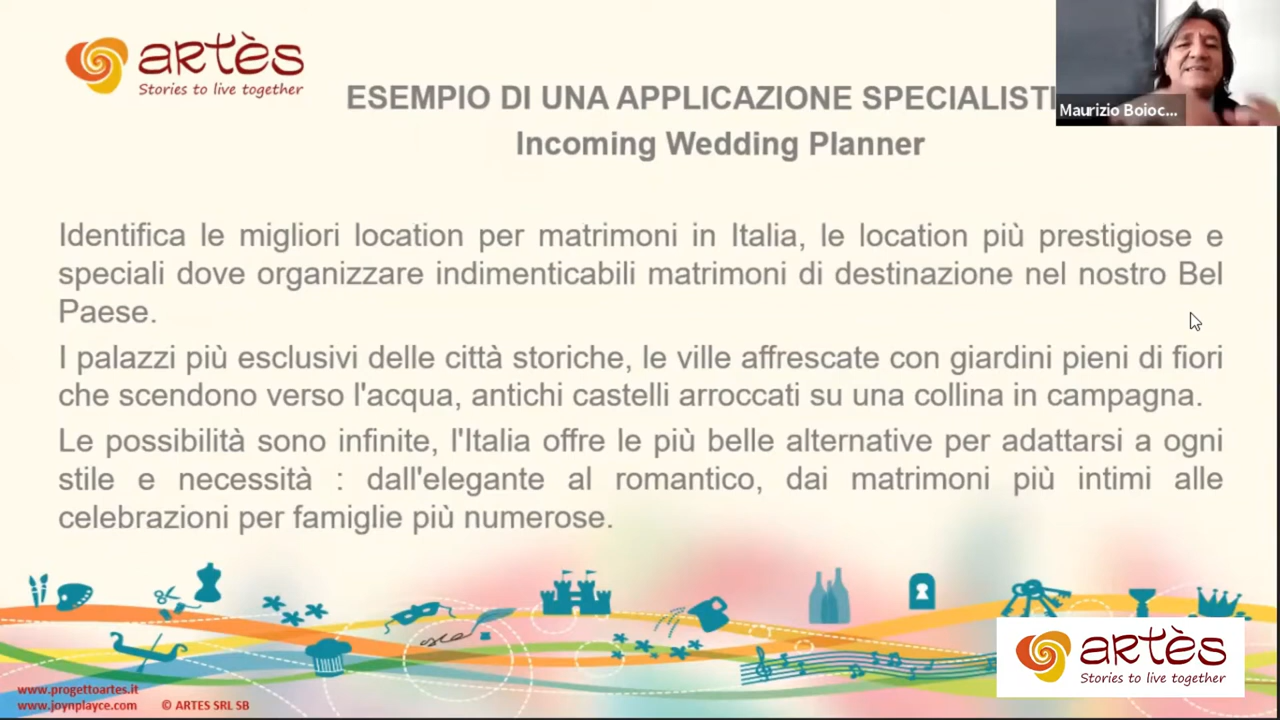 artès
Stories to live together
ESEMPIO DI UNA APPLICAZIONE SPECIALISTI
Incoming Wedding Planner
Maurizio Boioc...
Identifica le migliori location per matrimoni in Italia, le location più prestigiose e
speciali dove organizzare indimenticabili matrimoni di destinazione nel nostro Bel
Paese.
I palazzi più esclusivi delle città storiche, le ville affrescate con giardini pieni di fiori
che scendono verso l'acqua, antichi castelli arroccati su una collina in campagna.
Le possibilità sono infinite, l'Italia offre le più belle alternative per adattarsi a ogni
stile e necessità : dall'elegante al romantico, dai matrimoni più intimi alle
celebrazioni per famiglie più numerose.
artès
Stories to live together
www.progettoartes.it
www.joynplayce.com © ARTES SRL SB